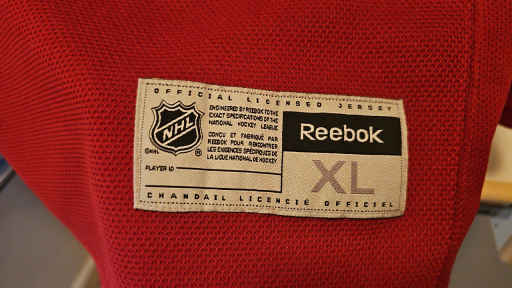 OFFICIAL LICENSED JERSEY
NHL
©NHL
®
ENGINEERED BY REEBOK TO THE
EXACT SPECIFICATIONS OF THE
NATIONAL HOCKEY LEAGUE
CONÇU ET FABRIQUÉ PAR
REEBOK POUR RENCONTRER
LES EXIGENCES SPÉCIFIQUES DE
LA LIGUE NATIONALE DE HOCKEY
PLAYER ID
Reebok
XL
CHANDAIL LICENCIÉ OFFICIEL